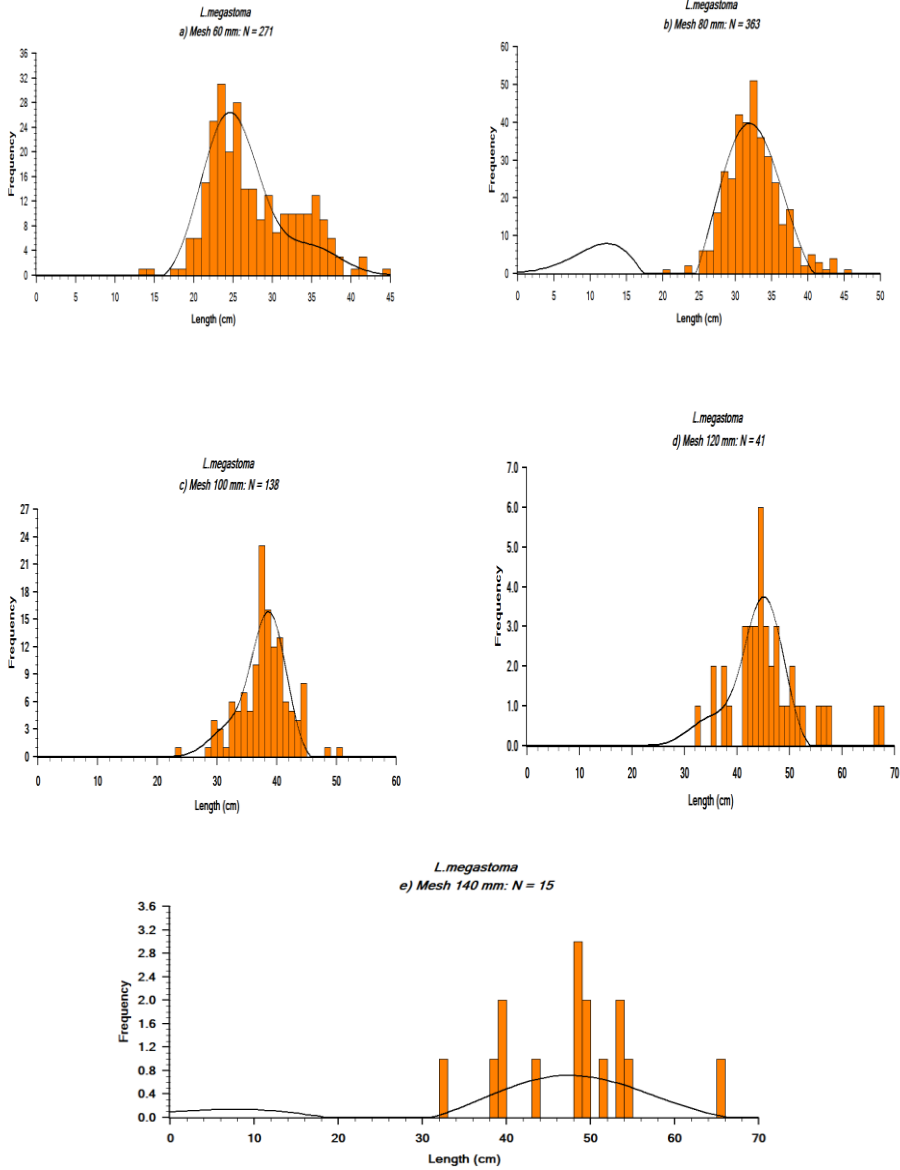 L.megastoma
a) Mesh 60 mm: N = 271
36
32
28
24
20
16
12
8
4
0
Frequency
0 5 10 15 20 25 30 35 40 45
Length (cm)
L.megastoma
b) Mesh 80 mm: N = 363
60
50
40
30
20
10
0
Frequency
0 5 10 15 20 25 30 35 40 45 50
Length (cm)
L.megastoma
c) Mesh 100 mm: N = 138
27
24
21
18
15
12
9
6
3
0
Frequency
0 10 20 30 40 50 60
Length (cm)
L.megastoma
d) Mesh 120 mm: N = 41
7.0
6.0
5.0
4.0
3.0
2.0
1.0
0.0
Frequency
0 10 20 30 40 50 60 70
Length (cm)
L.megastoma
e) Mesh 140 mm: N = 15
3.6
3.2
2.8
2.4
2.0
1.6
1.2
0.8
0.4
0.0
Frequency
0 10 20 30 40 50 60 70
Length (cm)